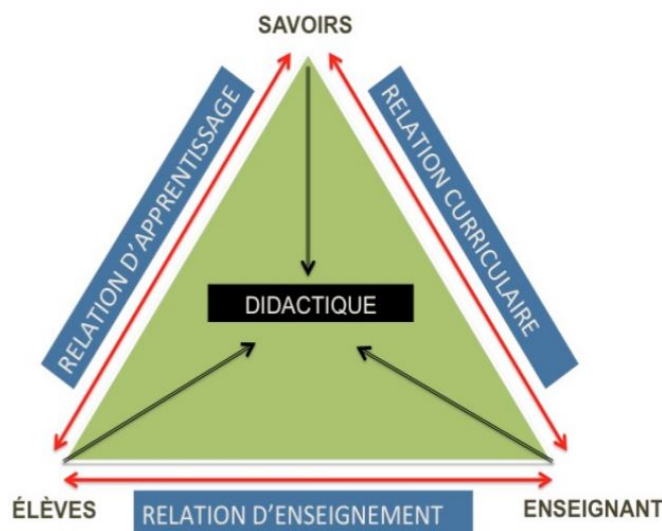 SAVOIRS
RELATION D'APPRENTISSAGE
RELATION CURRICULAIRE
DIDACTIQUE
ÉLÈVES
RELATION D'ENSEIGNEMENT
ENSEIGNANT